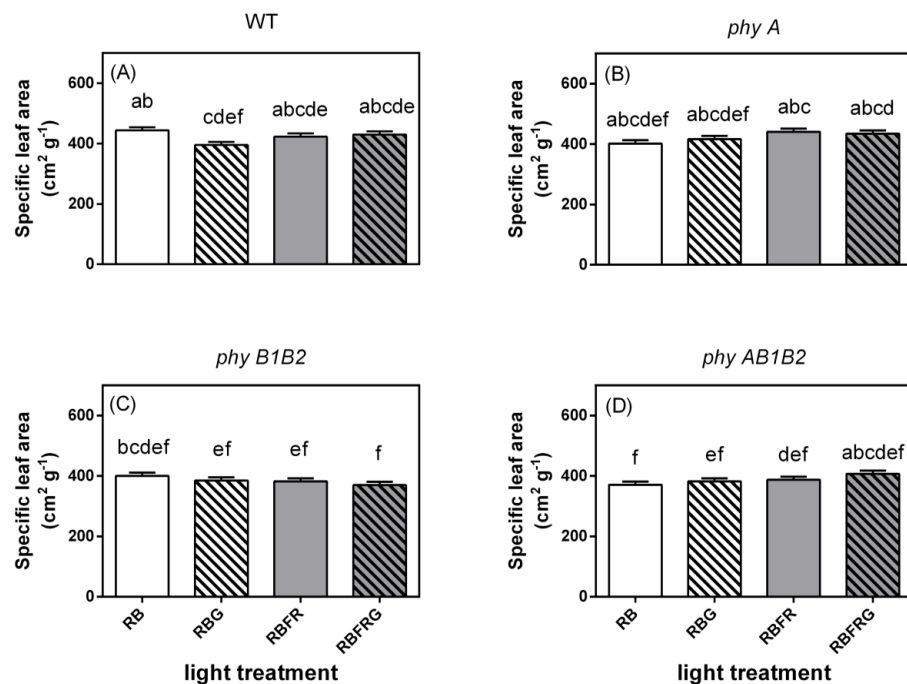 WT
(A)
Specific leaf area
(cm² g⁻¹)
600
400
200
0
ab
cdef
abcde
abcde
phy A
(B)
Specific leaf area
(cm² g⁻¹)
600
400
200
0
abcdef
abcdef
abc
abcd
phy B1B2
(C)
Specific leaf area
(cm² g⁻¹)
600
400
200
0
bcdef
ef
ef
f
RB
RBG
RBFR
RBFRG
light treatment
phy AB1B2
(D)
Specific leaf area
(cm² g⁻¹)
600
400
200
0
f
ef
def
abcdef
RB
RBG
RBFR
RBFRG
light treatment